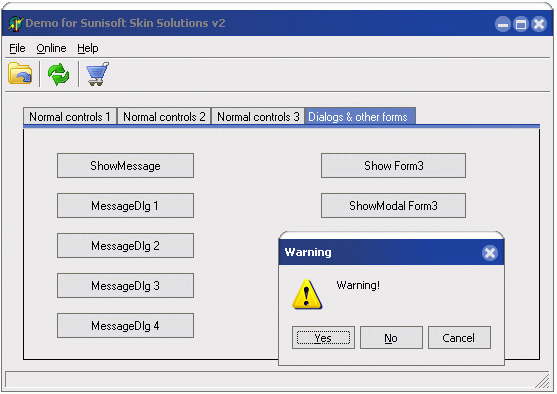 Demo for Sunisoft Skin Solutions v2
File Online Help
Normal controls 1 Normal controls 2 Normal controls 3 Dialogs & other forms
ShowMessage Show Form3
MessageDlg 1 ShowModal Form3
MessageDlg 2
MessageDlg 3
MessageDlg 4
Warning
Warning!
Yes No Cancel